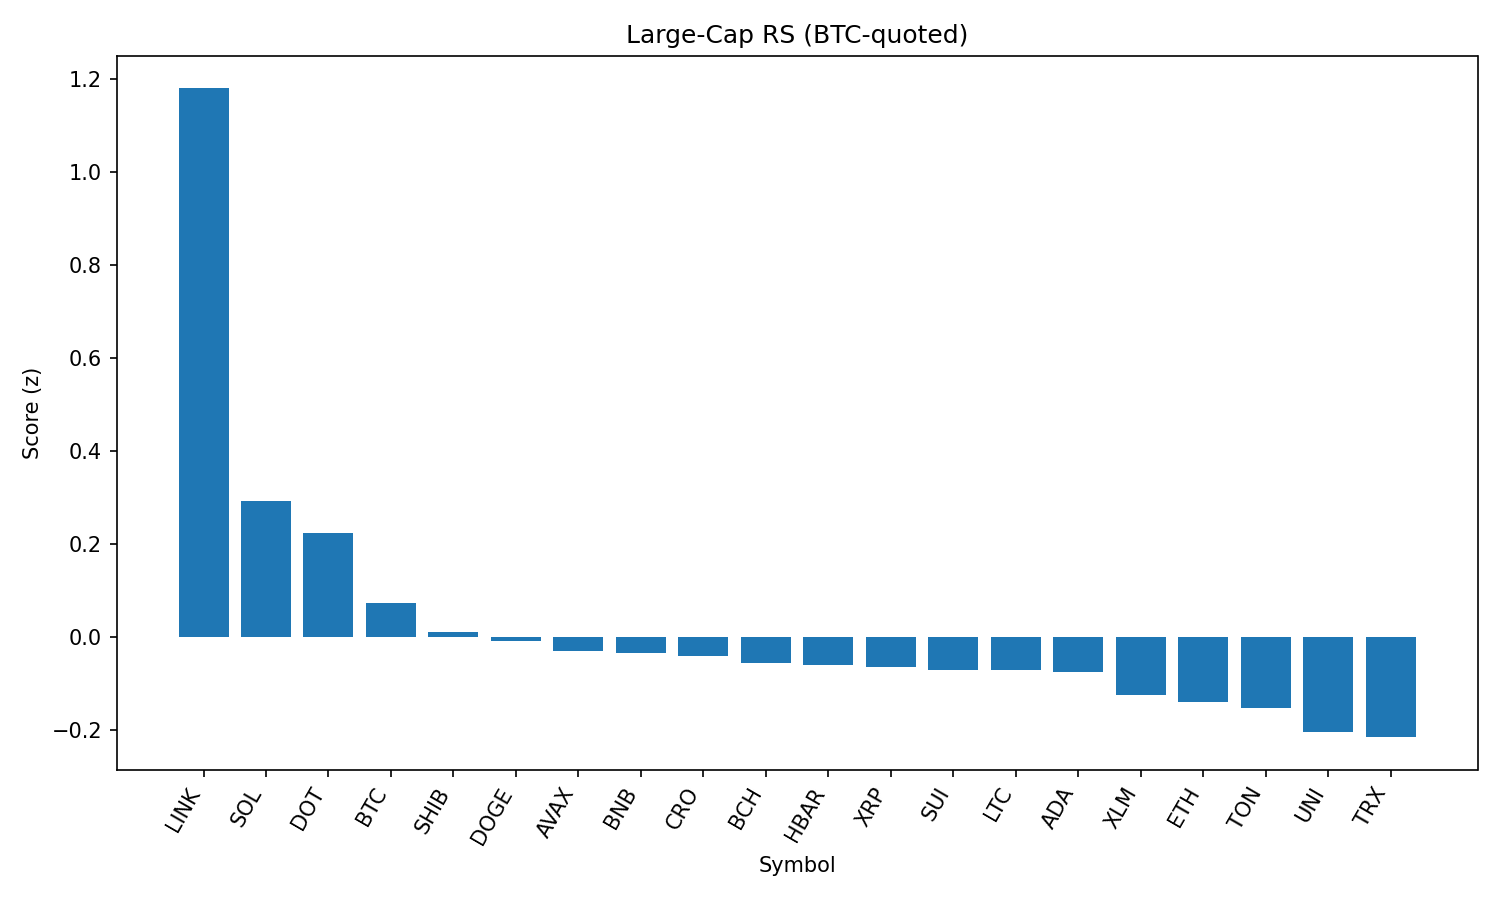 Large-Cap RS (BTC-quoted)
1.2
1.0
0.8
0.6
0.4
0.2
0.0
−0.2
Score (z)
LINK
SOL
DOT
BTC
SHIB
DOGE
AVAX
BNB
CRO
BCH
HBAR
XRP
SUI
LTC
ADA
XLM
ETH
TON
UNI
TRX
Symbol